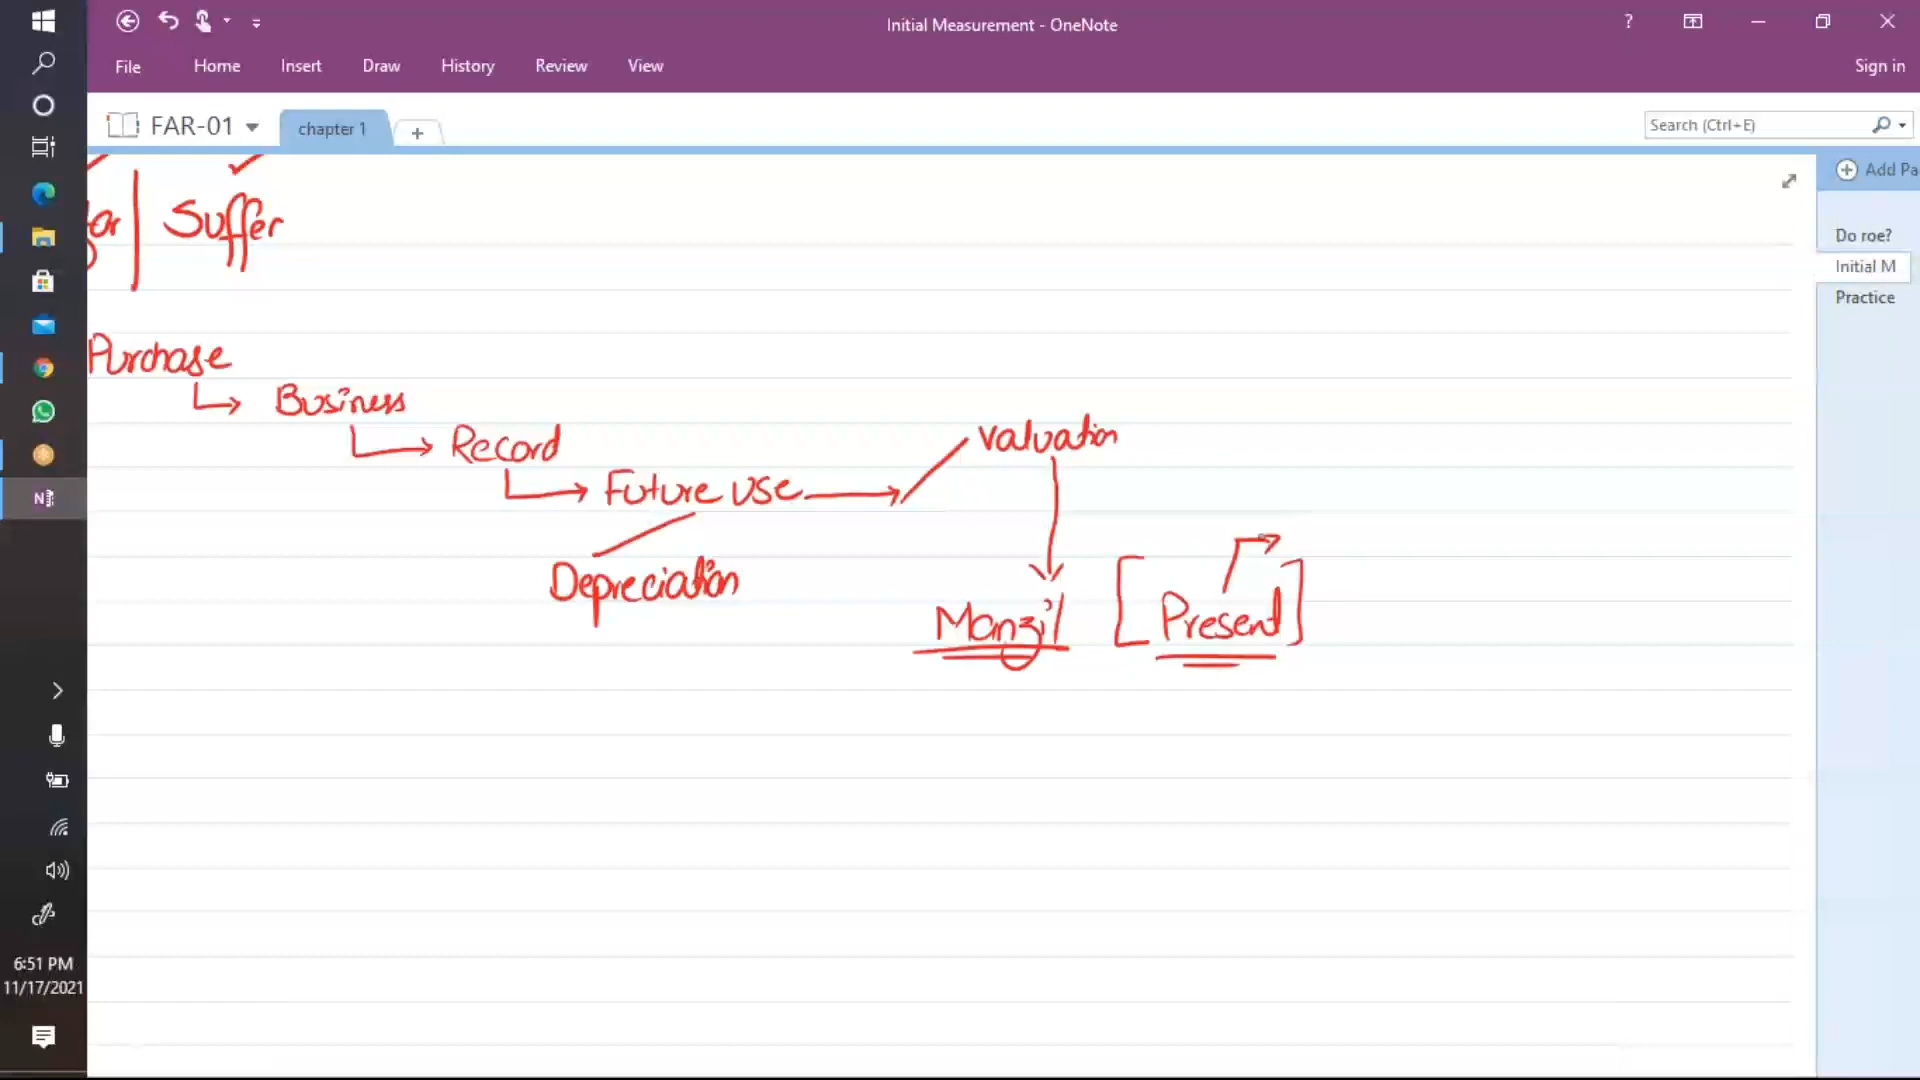 Initial Measurement - OneNote
?
File Home Insert Draw History Review View
Sign in
FAR-01 chapter 1 +
Search (Ctrl+E)
Add Pa
or Suffer
Do roe?
Initial M
Practice
Purchase
Business
Record
Valuation
Future use
Depreciation
Manzil [Present]
N
6:51 PM
11/17/2021